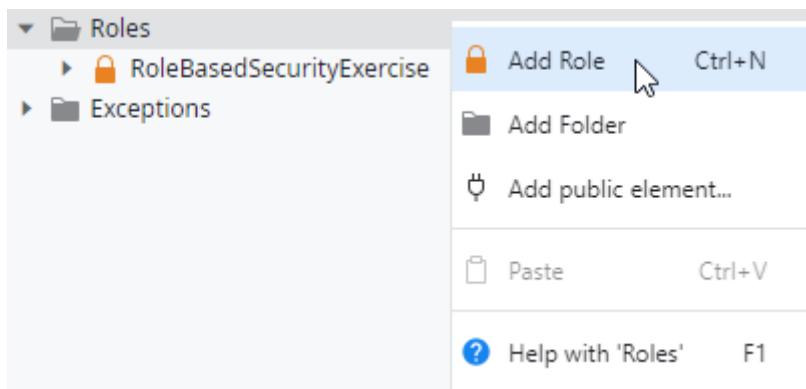 Roles
RoleBasedSecurityExercise
Exceptions
Add Role Ctrl+N
Add Folder
Add public element...
Paste Ctrl+V
Help with 'Roles' F1